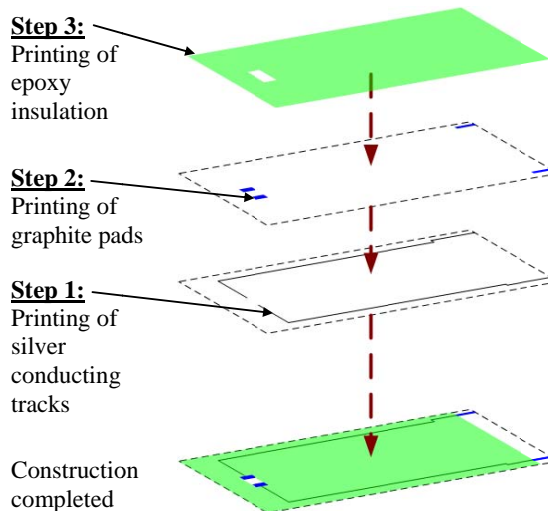 Step 3:
Printing of
epoxy
insulation
Step 2:
Printing of
graphite pads
Step 1:
Printing of
silver
conducting
tracks
Construction
completed